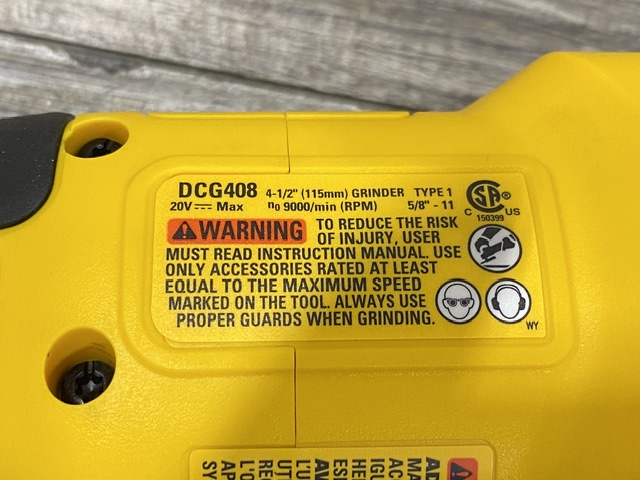 DCG408 4-1/2" (115mm) GRINDER TYPE 1
20V⎓ Max n₀ 9000/min (RPM) 5/8" - 11
CSA®
C 150399 US
⚠WARNING TO REDUCE THE RISK
OF INJURY, USER
MUST READ INSTRUCTION MANUAL. USE
ONLY ACCESSORIES RATED AT LEAST
EQUAL TO THE MAXIMUM SPEED
MARKED ON THE TOOL. ALWAYS USE
PROPER GUARDS WHEN GRINDING.
WY